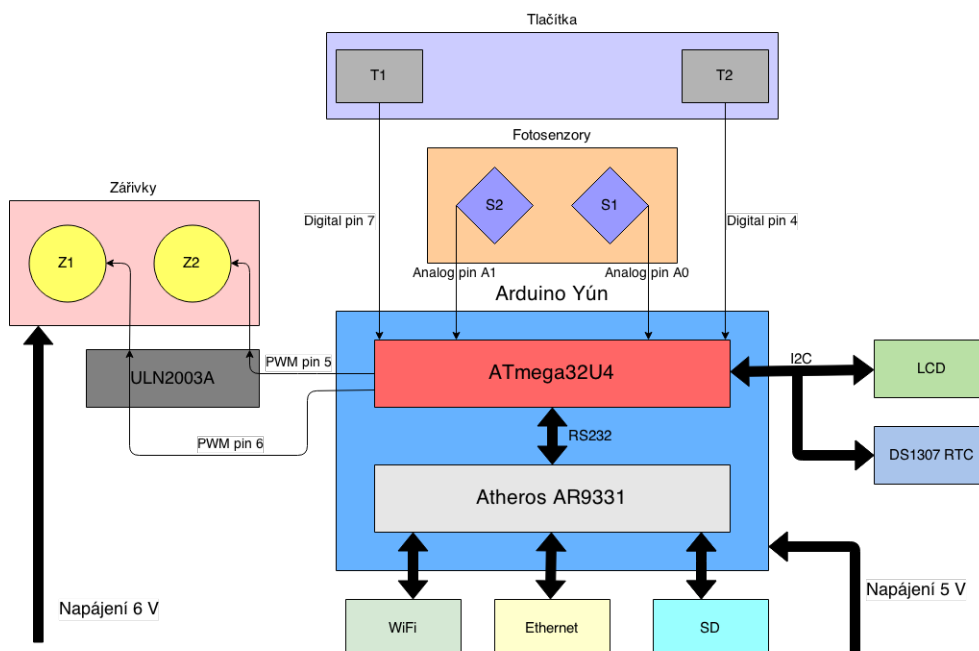 Tlačítka
T1
T2
Fotosenzory
S2
S1
Zářivky
Z1
Z2
Digital pin 7
Digital pin 4
Analog pin A1
Analog pin A0
Arduino Yún
ULN2003A
PWM pin 5
PWM pin 6
ATmega32U4
I2C
LCD
RS232
DS1307 RTC
Atheros AR9331
Napájení 6 V
Napájení 5 V
WiFi
Ethernet
SD